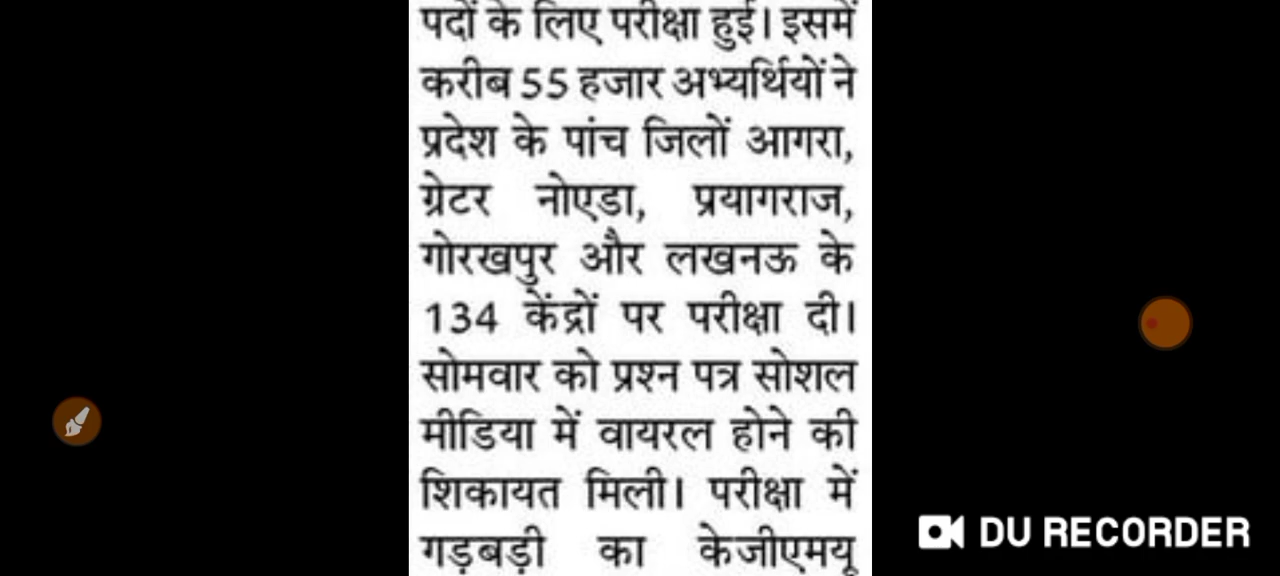 पदों के लिए परीक्षा हुई। इसमें
करीब 55 हजार अभ्यर्थियों ने
प्रदेश के पांच जिलों आगरा,
ग्रेटर नोएडा, प्रयागराज,
गोरखपुर और लखनऊ के
134 केंद्रों पर परीक्षा दी।
सोमवार को प्रश्न पत्र सोशल
मीडिया में वायरल होने की
शिकायत मिली। परीक्षा में
गड़बड़ी का केजीएमयू
DU RECORDER